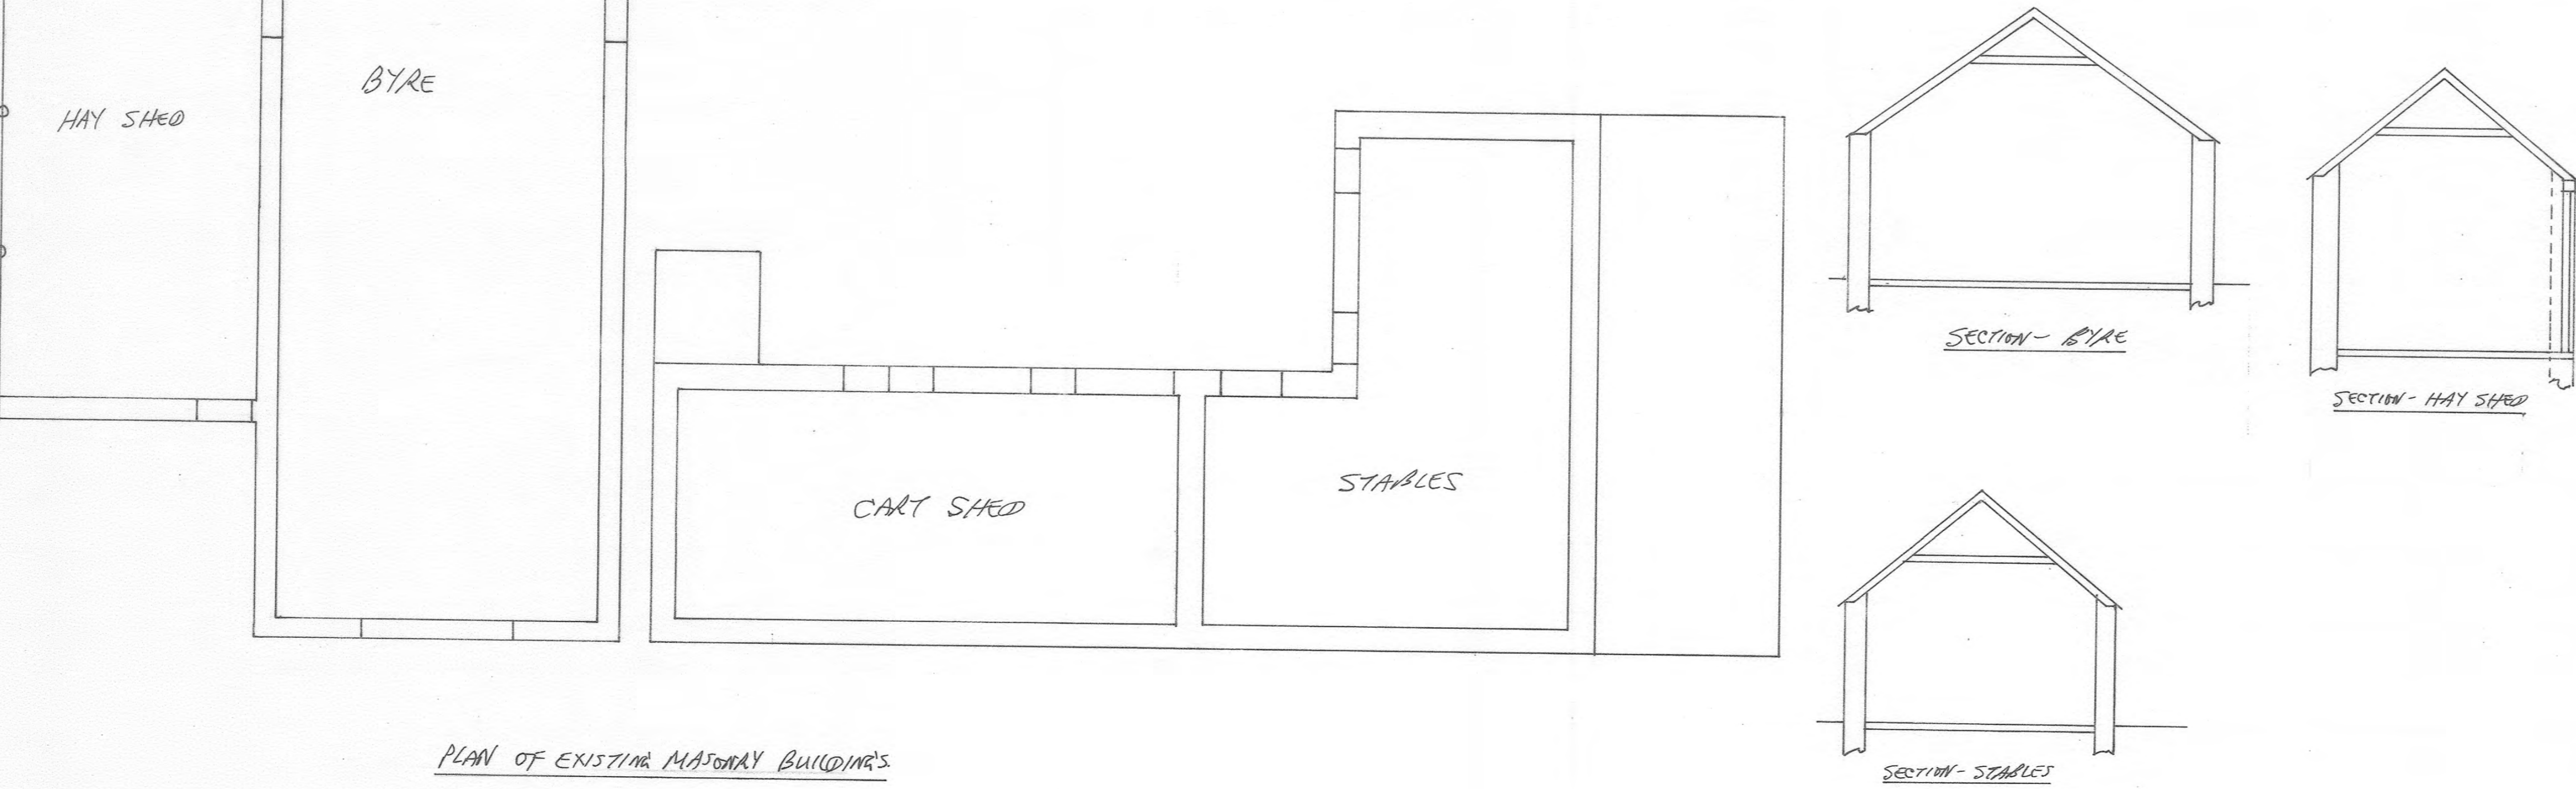 BYRE
HAY SHED
STABLES
CART SHED
PLAN OF EXISTING MASONRY BUILDING'S.
SECTION - BYRE
SECTION - HAY SHED
SECTION - STABLES